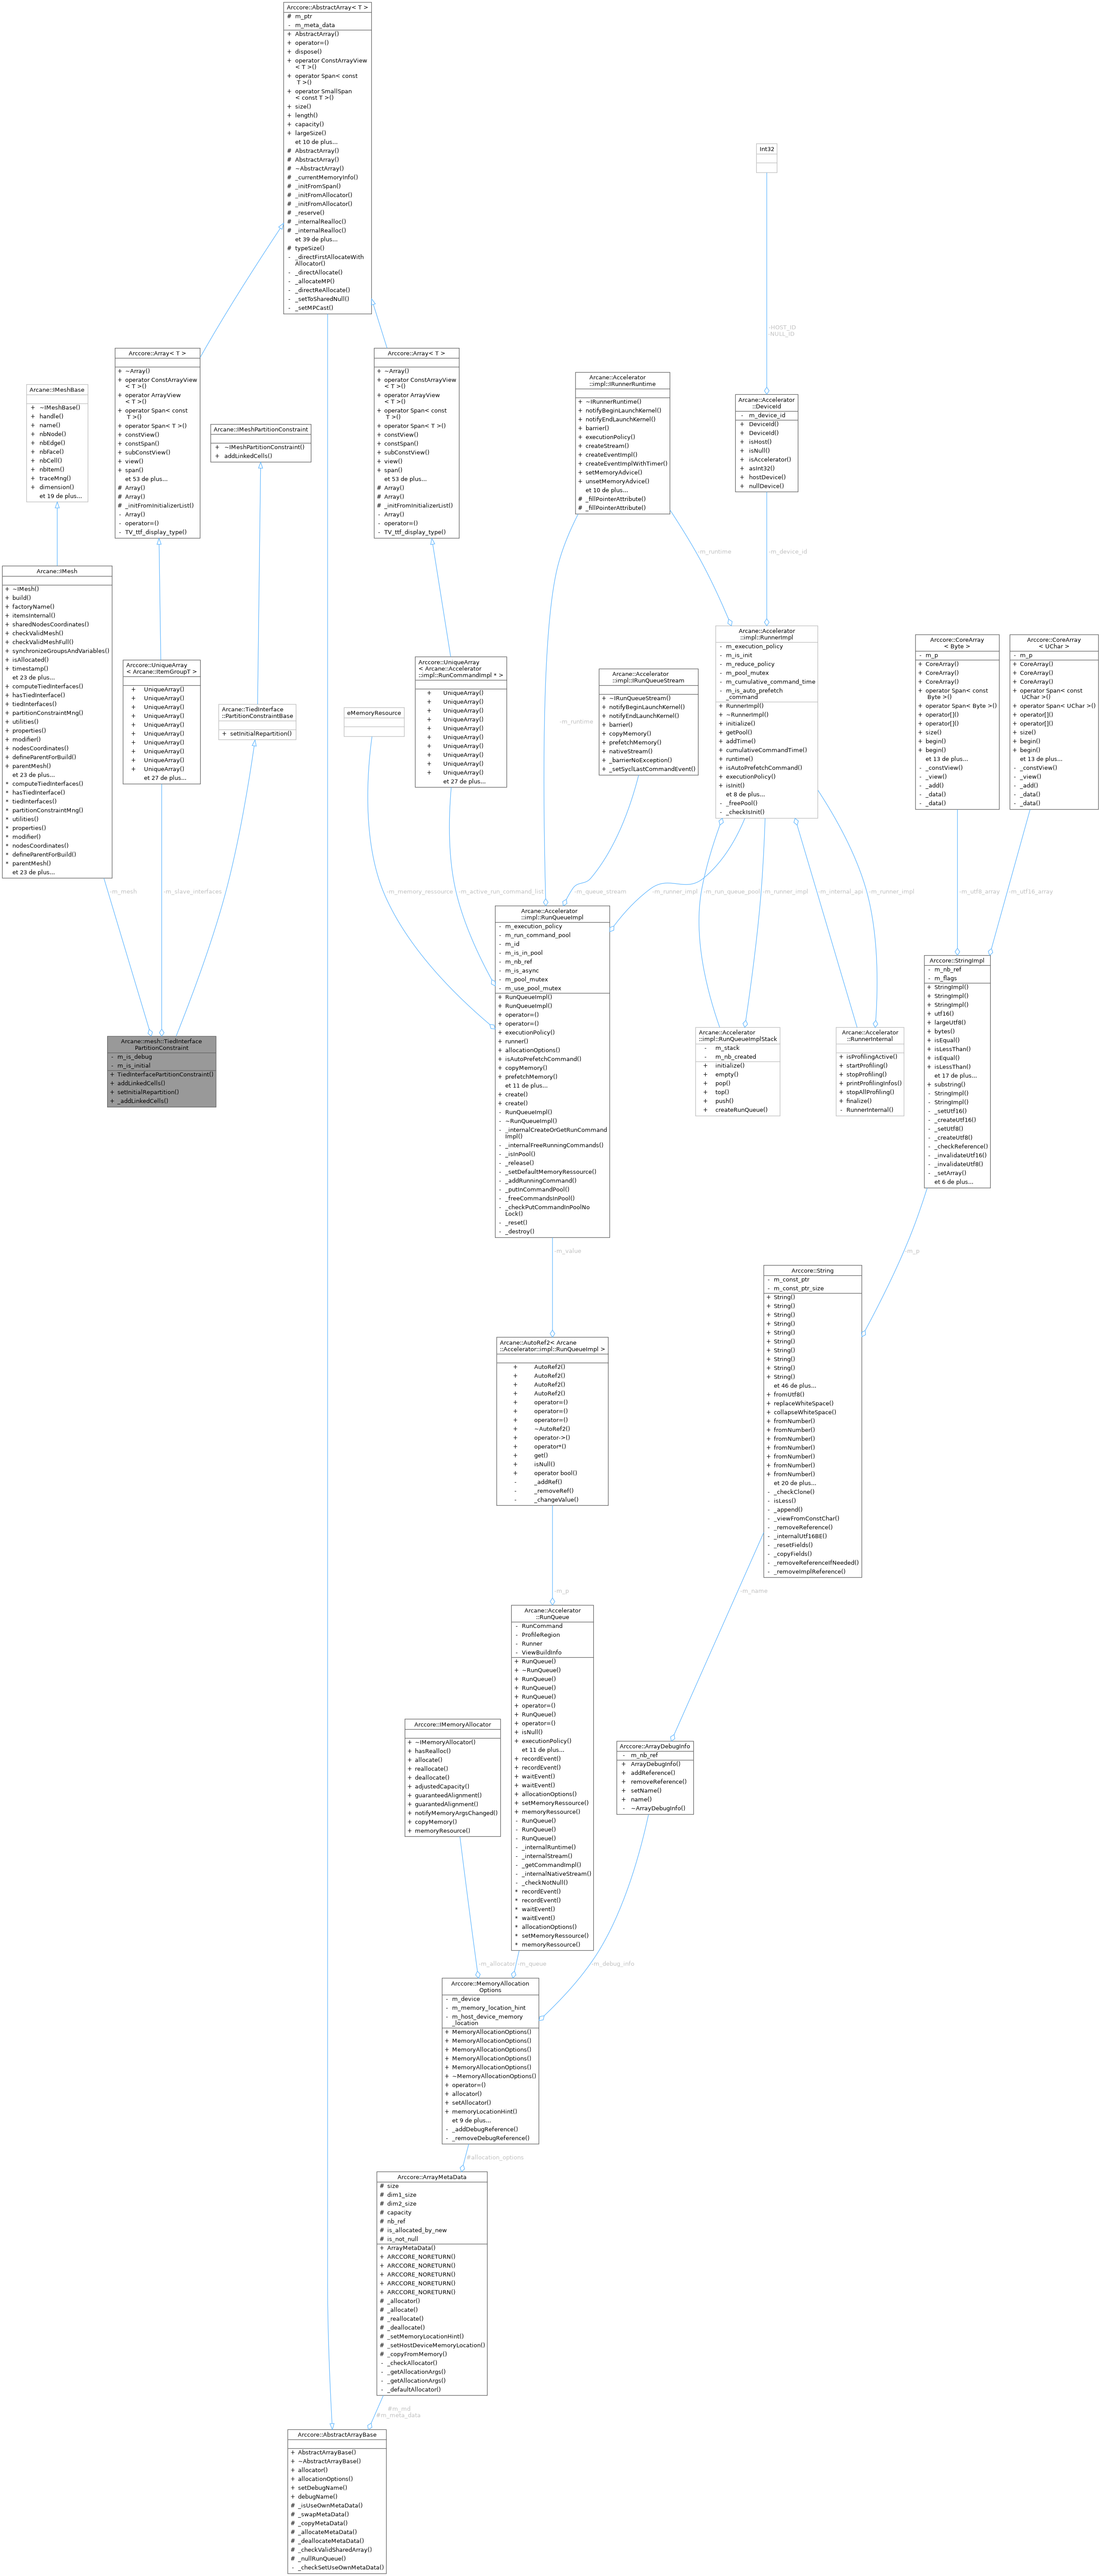 Arccore::AbstractArray< T >
# m_ptr
- m_meta_data
+ AbstractArray()
+ operator=()
+ dispose()
+ operator ConstArrayView
< T >()
+ operator Span< const
T >()
+ operator SmallSpan
< const T >()
+ size()
+ length()
+ capacity()
+ largeSize()
et 10 de plus...
# AbstractArray()
# AbstractArray()
# ~AbstractArray()
# _currentMemoryInfo()
# _initFromSpan()
# _initFromAllocator()
# _initFromAllocator()
# _reserve()
# _internalRealloc()
# _internalRealloc()
et 39 de plus...
# typeSize()
- _directFirstAllocateWith
Allocator()
- _directAllocate()
- _allocateMP()
- _directReAllocate()
- _setToSharedNull()
- _setMPCast()
Int32
-HOST_ID
-NULL_ID
Arccore::Array< T >
+ ~Array()
+ operator ConstArrayView
< T >()
+ operator ArrayView
< T >()
+ operator Span< const
T >()
+ operator Span< T >()
+ constView()
+ constSpan()
+ subConstView()
+ view()
+ span()
et 53 de plus...
# Array()
# Array()
# _initFromInitializerList()
- Array()
- operator=()
- TV_ttf_display_type()
Arccore::Array< T >
+ ~Array()
+ operator ConstArrayView
< T >()
+ operator ArrayView
< T >()
+ operator Span< const
T >()
+ operator Span< T >()
+ constView()
+ constSpan()
+ subConstView()
+ view()
+ span()
et 53 de plus...
# Array()
# Array()
# _initFromInitializerList()
- Array()
- operator=()
- TV_ttf_display_type()
Arcane::IMeshBase
+ ~IMeshBase()
+ handle()
+ name()
+ nbNode()
+ nbEdge()
+ nbFace()
+ nbCell()
+ nbItem()
+ traceMng()
+ dimension()
et 19 de plus...
Arcane::IMeshPartitionConstraint
+ ~IMeshPartitionConstraint()
+ addLinkedCells()
Arcane::Accelerator
::impl::IRunnerRuntime
+ ~IRunnerRuntime()
+ notifyBeginLaunchKernel()
+ notifyEndLaunchKernel()
+ barrier()
+ executionPolicy()
+ createStream()
+ createEventImpl()
+ createEventImplWithTimer()
+ setMemoryAdvice()
+ unsetMemoryAdvice()
et 10 de plus...
# _fillPointerAttribute()
# _fillPointerAttribute()
Arcane::Accelerator
::DeviceId
- m_device_id
+ DeviceId()
+ DeviceId()
+ isHost()
+ isNull()
+ isAccelerator()
+ asInt32()
+ hostDevice()
+ nullDevice()
-m_runtime
-m_device_id
Arcane::IMesh
+ ~IMesh()
+ build()
+ factoryName()
+ itemsInternal()
+ sharedNodesCoordinates()
+ checkValidMesh()
+ checkValidMeshFull()
+ synchronizeGroupsAndVariables()
+ isAllocated()
+ timestamp()
et 23 de plus...
+ computeTiedInterfaces()
+ hasTiedInterface()
+ tiedInterfaces()
+ partitionConstraintMng()
+ utilities()
+ properties()
+ modifier()
+ nodesCoordinates()
+ defineParentForBuild()
+ parentMesh()
et 23 de plus...
* computeTiedInterfaces()
* hasTiedInterface()
* tiedInterfaces()
* partitionConstraintMng()
* utilities()
* properties()
* modifier()
* nodesCoordinates()
* defineParentForBuild()
* parentMesh()
et 23 de plus...
Arccore::UniqueArray
< Arcane::ItemGroupT >
+ UniqueArray()
+ UniqueArray()
+ UniqueArray()
+ UniqueArray()
+ UniqueArray()
+ UniqueArray()
+ UniqueArray()
+ UniqueArray()
+ UniqueArray()
+ UniqueArray()
et 27 de plus...
Arcane::TiedInterface
::PartitionConstraintBase
+ setInitialRepartition()
eMemoryResource
Arccore::UniqueArray
< Arcane::Accelerator
::impl::RunCommandImpl * >
+ UniqueArray()
+ UniqueArray()
+ UniqueArray()
+ UniqueArray()
+ UniqueArray()
+ UniqueArray()
+ UniqueArray()
+ UniqueArray()
+ UniqueArray()
+ UniqueArray()
et 27 de plus...
-m_runtime
Arcane::Accelerator
::impl::IRunQueueStream
+ ~IRunQueueStream()
+ notifyBeginLaunchKernel()
+ notifyEndLaunchKernel()
+ barrier()
+ copyMemory()
+ prefetchMemory()
+ nativeStream()
+ _barrierNoException()
+ _setSyclLastCommandEvent()
Arcane::Accelerator
::impl::RunnerImpl
- m_execution_policy
- m_is_init
- m_reduce_policy
- m_pool_mutex
- m_cumulative_command_time
- m_is_auto_prefetch
_command
+ RunnerImpl()
+ ~RunnerImpl()
+ initialize()
+ getPool()
+ addTime()
+ cumulativeCommandTime()
+ runtime()
+ isAutoPrefetchCommand()
+ executionPolicy()
+ isInit()
et 8 de plus...
- _freePool()
- _checkIsInit()
Arccore::CoreArray
< Byte >
- m_p
+ CoreArray()
+ CoreArray()
+ CoreArray()
+ operator Span< const
Byte >()
+ operator Span< Byte >()
+ operator[]()
+ operator[]()
+ size()
+ begin()
+ begin()
et 13 de plus...
- _constView()
- _view()
- _add()
- _data()
- _data()
Arccore::CoreArray
< UChar >
- m_p
+ CoreArray()
+ CoreArray()
+ CoreArray()
+ operator Span< const
UChar >()
+ operator Span< UChar >()
+ operator[]()
+ operator[]()
+ size()
+ begin()
+ begin()
et 13 de plus...
- _constView()
- _view()
- _add()
- _data()
- _data()
-m_mesh
-m_slave_interfaces
-m_memory_ressource
-m_active_run_command_list
-m_queue_stream
-m_runner_impl
-m_run_queue_pool
-m_runner_impl
-m_internal_api
-m_runner_impl
-m_utf8_array
-m_utf16_array
Arcane::mesh::TiedInterface
PartitionConstraint
- m_is_debug
- m_is_initial
+ TiedInterfacePartitionConstraint()
+ addLinkedCells()
+ setInitialRepartition()
+ _addLinkedCells()
Arcane::Accelerator
::impl::RunQueueImpl
- m_execution_policy
- m_run_command_pool
- m_id
- m_is_in_pool
- m_nb_ref
- m_is_async
- m_pool_mutex
- m_use_pool_mutex
+ RunQueueImpl()
+ RunQueueImpl()
+ operator=()
+ operator=()
+ executionPolicy()
+ runner()
+ allocationOptions()
+ isAutoPrefetchCommand()
+ copyMemory()
+ prefetchMemory()
et 11 de plus...
+ create()
+ create()
- RunQueueImpl()
- ~RunQueueImpl()
- _internalCreateOrGetRunCommand
Impl()
- _internalFreeRunningCommands()
- _isInPool()
- _release()
- _setDefaultMemoryRessource()
- _addRunningCommand()
- _putInCommandPool()
- _freeCommandsInPool()
- _checkPutCommandInPoolNo
Lock()
- _reset()
- _destroy()
Arcane::Accelerator
::impl::RunQueueImplStack
- m_stack
- m_nb_created
+ initialize()
+ empty()
+ pop()
+ top()
+ push()
+ createRunQueue()
Arcane::Accelerator
::RunnerInternal
+ isProfilingActive()
+ startProfiling()
+ stopProfiling()
+ printProfilingInfos()
+ stopAllProfiling()
+ finalize()
- RunnerInternal()
Arccore::StringImpl
- m_nb_ref
- m_flags
+ StringImpl()
+ StringImpl()
+ StringImpl()
+ utf16()
+ largeUtf8()
+ bytes()
+ isEqual()
+ isLessThan()
+ isEqual()
+ isLessThan()
et 17 de plus...
+ substring()
- StringImpl()
- StringImpl()
- _setUtf16()
- _createUtf16()
- _setUtf8()
- _createUtf8()
- _checkReference()
- _invalidateUtf16()
- _invalidateUtf8()
- _setArray()
et 6 de plus...
-m_value
-m_p
Arccore::String
- m_const_ptr
- m_const_ptr_size
+ String()
+ String()
+ String()
+ String()
+ String()
+ String()
+ String()
+ String()
+ String()
+ String()
et 46 de plus...
+ fromUtf8()
+ replaceWhiteSpace()
+ collapseWhiteSpace()
+ fromNumber()
+ fromNumber()
+ fromNumber()
+ fromNumber()
+ fromNumber()
+ fromNumber()
+ fromNumber()
et 20 de plus...
- _checkClone()
- isLess()
- _append()
- _viewFromConstChar()
- _removeReference()
- _internalUtf16BE()
- _resetFields()
- _copyFields()
- _removeReferenceIfNeeded()
- _removeImplReference()
Arcane::AutoRef2< Arcane
::Accelerator::impl::RunQueueImpl >
+ AutoRef2()
+ AutoRef2()
+ AutoRef2()
+ AutoRef2()
+ operator=()
+ operator=()
+ operator=()
+ ~AutoRef2()
+ operator->()
+ operator*()
+ get()
+ isNull()
+ operator bool()
- _addRef()
- _removeRef()
- _changeValue()
-m_p
-m_name
Arcane::Accelerator
::RunQueue
- RunCommand
- ProfileRegion
- Runner
- ViewBuildInfo
+ RunQueue()
+ ~RunQueue()
+ RunQueue()
+ RunQueue()
+ RunQueue()
+ operator=()
+ RunQueue()
+ operator=()
+ isNull()
+ executionPolicy()
et 11 de plus...
+ recordEvent()
+ recordEvent()
+ waitEvent()
+ waitEvent()
+ allocationOptions()
+ setMemoryRessource()
+ memoryRessource()
- RunQueue()
- RunQueue()
- RunQueue()
- _internalRuntime()
- _internalStream()
- _getCommandImpl()
- _internalNativeStream()
- _checkNotNull()
* recordEvent()
* recordEvent()
* waitEvent()
* waitEvent()
* allocationOptions()
* setMemoryRessource()
* memoryRessource()
Arccore::IMemoryAllocator
+ ~IMemoryAllocator()
+ hasRealloc()
+ allocate()
+ reallocate()
+ deallocate()
+ adjustedCapacity()
+ guaranteedAlignment()
+ guarantedAlignment()
+ notifyMemoryArgsChanged()
+ copyMemory()
+ memoryResource()
Arccore::ArrayDebugInfo
- m_nb_ref
+ ArrayDebugInfo()
+ addReference()
+ removeReference()
+ setName()
+ name()
- ~ArrayDebugInfo()
-m_allocator
-m_queue
-m_debug_info
Arccore::MemoryAllocation
Options
- m_device
- m_memory_location_hint
- m_host_device_memory
_location
+ MemoryAllocationOptions()
+ MemoryAllocationOptions()
+ MemoryAllocationOptions()
+ MemoryAllocationOptions()
+ MemoryAllocationOptions()
+ ~MemoryAllocationOptions()
+ operator=()
+ allocator()
+ setAllocator()
+ memoryLocationHint()
et 9 de plus...
- _addDebugReference()
- _removeDebugReference()
#allocation_options
Arccore::ArrayMetaData
# size
# dim1_size
# dim2_size
# capacity
# nb_ref
# is_allocated_by_new
# is_not_null
+ ArrayMetaData()
+ ARCCORE_NORETURN()
+ ARCCORE_NORETURN()
+ ARCCORE_NORETURN()
+ ARCCORE_NORETURN()
+ ARCCORE_NORETURN()
# _allocator()
# _allocate()
# _reallocate()
# _deallocate()
# _setMemoryLocationHint()
# _setHostDeviceMemoryLocation()
# _copyFromMemory()
- _checkAllocator()
- _getAllocationArgs()
- _getAllocationArgs()
- _defaultAllocator()
#m_md
#m_meta_data
Arccore::AbstractArrayBase
+ AbstractArrayBase()
+ ~AbstractArrayBase()
+ allocator()
+ allocationOptions()
+ setDebugName()
+ debugName()
# _isUseOwnMetaData()
# _swapMetaData()
# _copyMetaData()
# _allocateMetaData()
# _deallocateMetaData()
# _checkValidSharedArray()
# _nullRunQueue()
- _checkSetUseOwnMetaData()